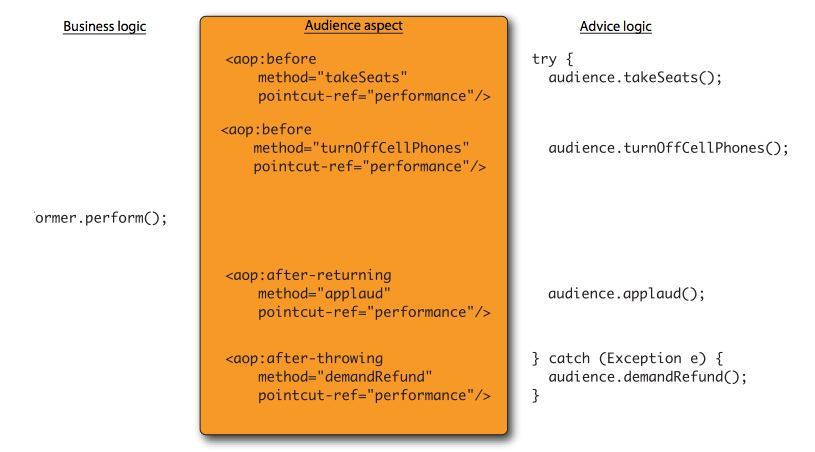 Business logic
Audience aspect
Advice logic
<aop:before
method="takeSeats"
pointcut-ref="performance"/>
try {
audience.takeSeats();
<aop:before
method="turnOffCellPhones"
pointcut-ref="performance"/>
audience.turnOffCellPhones();
ormer.perform();
<aop:after-returning
method="applaud"
pointcut-ref="performance"/>
audience.applaud();
<aop:after-throwing
method="demandRefund"
pointcut-ref="performance"/>
} catch (Exception e) {
audience.demandRefund();
}